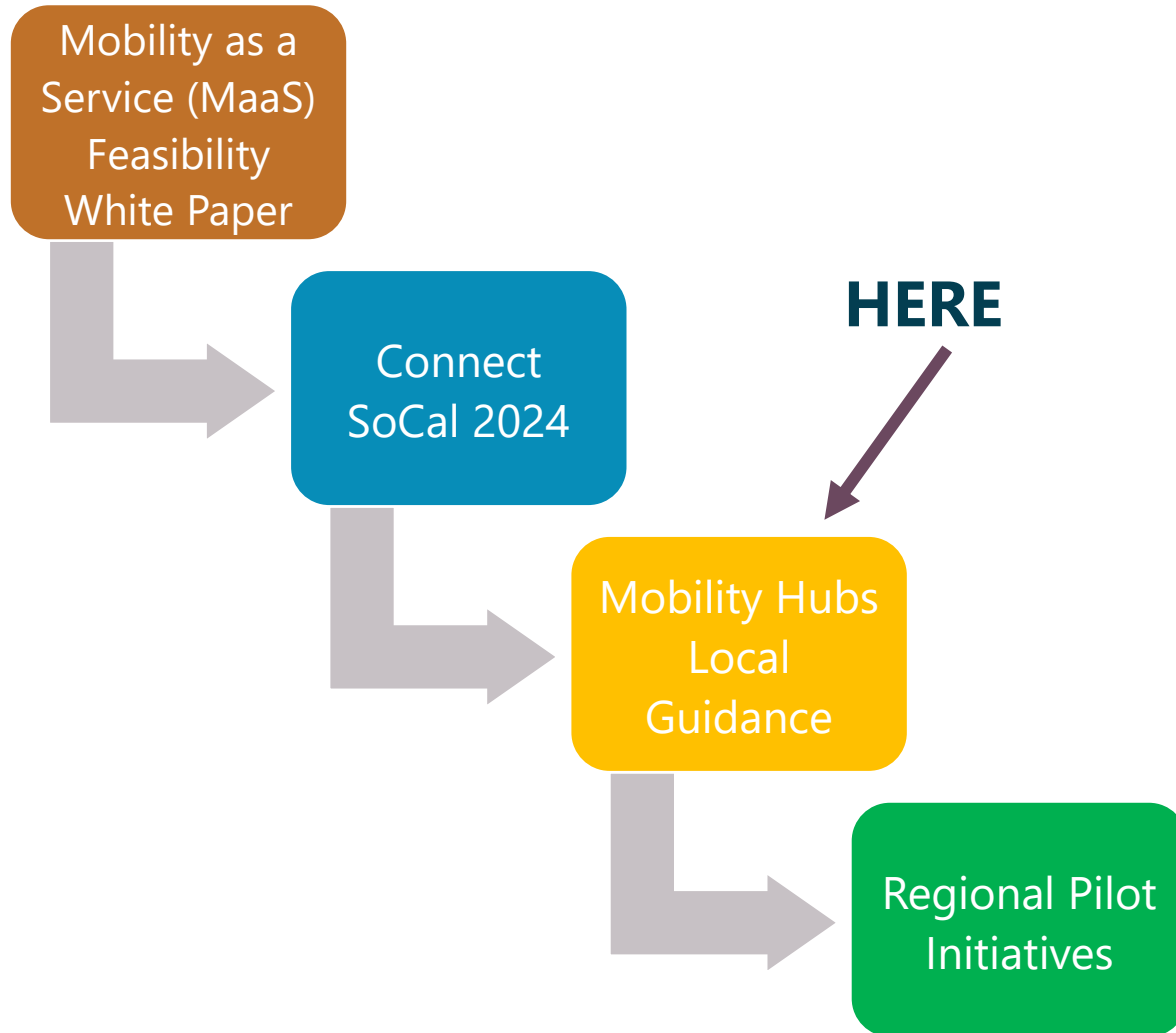 Mobility as a
Service (MaaS)
Feasibility
White Paper
HERE
Connect
SoCal 2024
Mobility Hubs
Local
Guidance
Regional Pilot
Initiatives